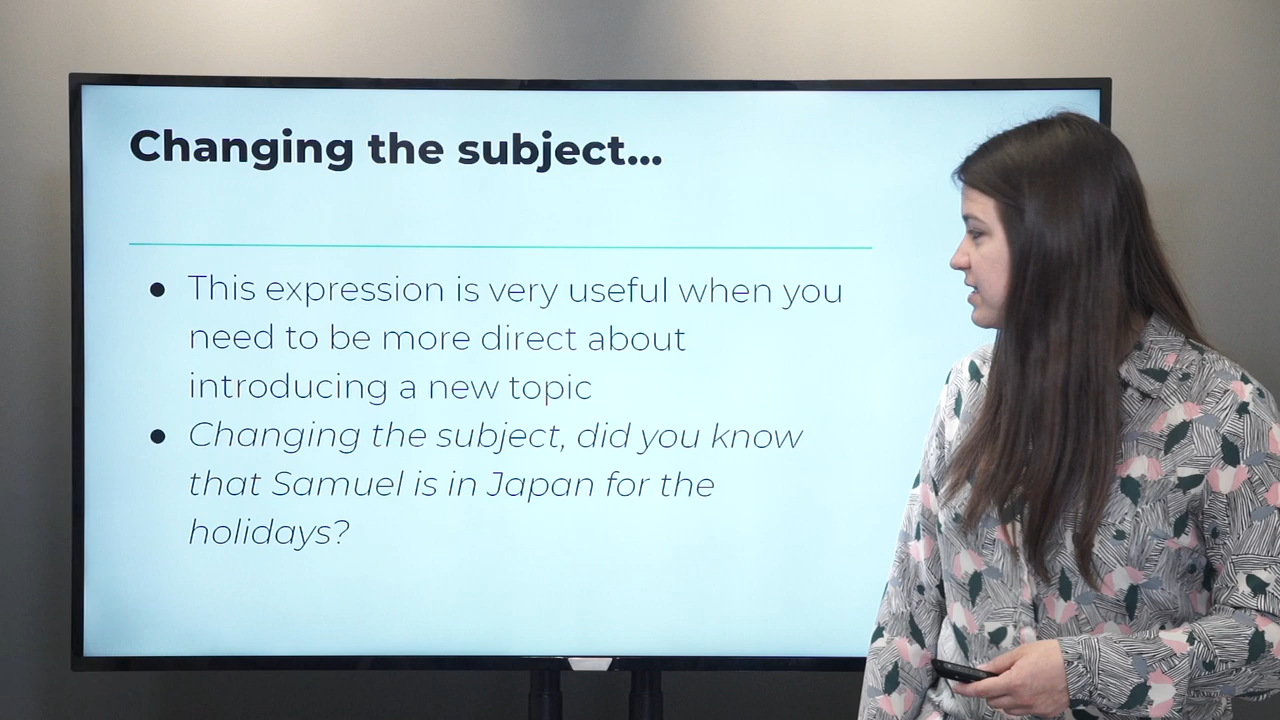 Changing the subject...
● This expression is very useful when you
need to be more direct about
introducing a new topic
● Changing the subject, did you know
that Samuel is in Japan for the
holidays?